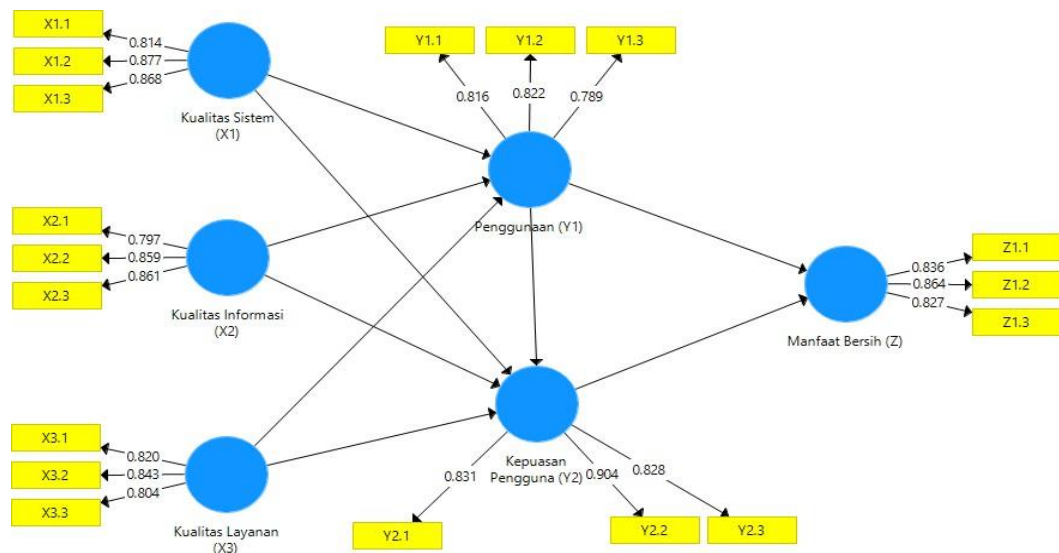 X1.1
0.814
X1.2
0.877
X1.3
0.868
Kualitas Sistem
(X1)
X2.1
0.797
X2.2
0.859
X2.3
0.861
Kualitas Informasi
(X2)
X3.1
0.820
X3.2
0.843
X3.3
0.804
Kualitas Layanan
(X3)
Y1.1
Y1.2
Y1.3
0.816
0.822
0.789
Penggunaan (Y1)
Kepuasan
Pengguna (Y2)
0.831
0.904
0.828
Y2.1
Y2.2
Y2.3
Manfaat Bersih (Z)
0.836
0.864
0.827
Z1.1
Z1.2
Z1.3